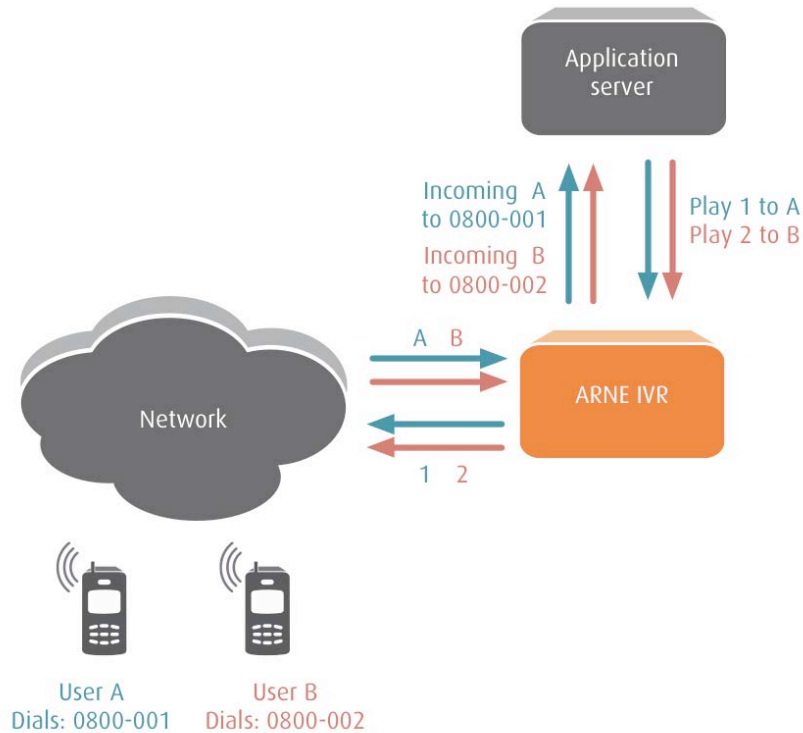 Application
server
Incoming A
to 0800-001
Incoming B
to 0800-002
Play 1 to A
Play 2 to B
A B
Network
ARNE IVR
1 2
User A
Dials: 0800-001
User B
Dials: 0800-002